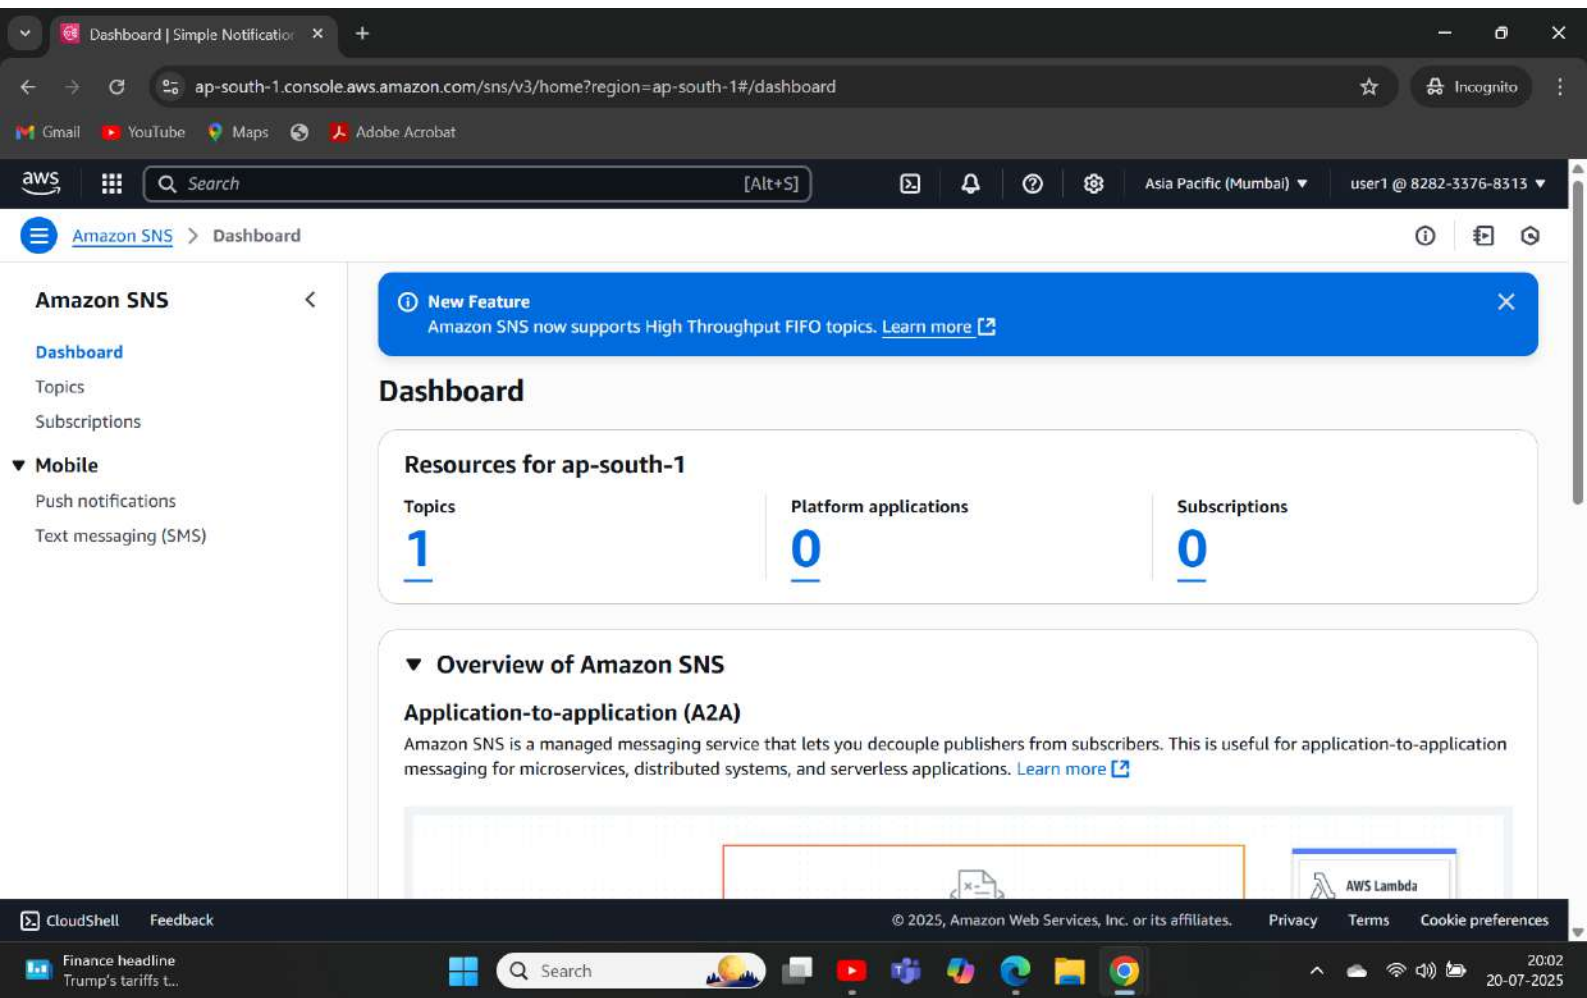 Dashboard | Simple Notificatio
ap-south-1.console.aws.amazon.com/sns/v3/home?region=ap-south-1#/dashboard
Incognito
Gmail
YouTube
Maps
Adobe Acrobat
aws
Search
[Alt+S]
Asia Pacific (Mumbai)
user1 @ 8282-3376-8313
Amazon SNS > Dashboard
Amazon SNS
Dashboard
Topics
Subscriptions
Mobile
Push notifications
Text messaging (SMS)
New Feature
Amazon SNS now supports High Throughput FIFO topics. Learn more
Dashboard
Resources for ap-south-1
Topics
1
Platform applications
0
Subscriptions
0
Overview of Amazon SNS
Application-to-application (A2A)
Amazon SNS is a managed messaging service that lets you decouple publishers from subscribers. This is useful for application-to-application
messaging for microservices, distributed systems, and serverless applications. Learn more
AWS Lambda
CloudShell
Feedback
© 2025, Amazon Web Services, Inc. or its affiliates.
Privacy
Terms
Cookie preferences
Finance headline
Trump's tariffs t...
Search
20:02
20-07-2025